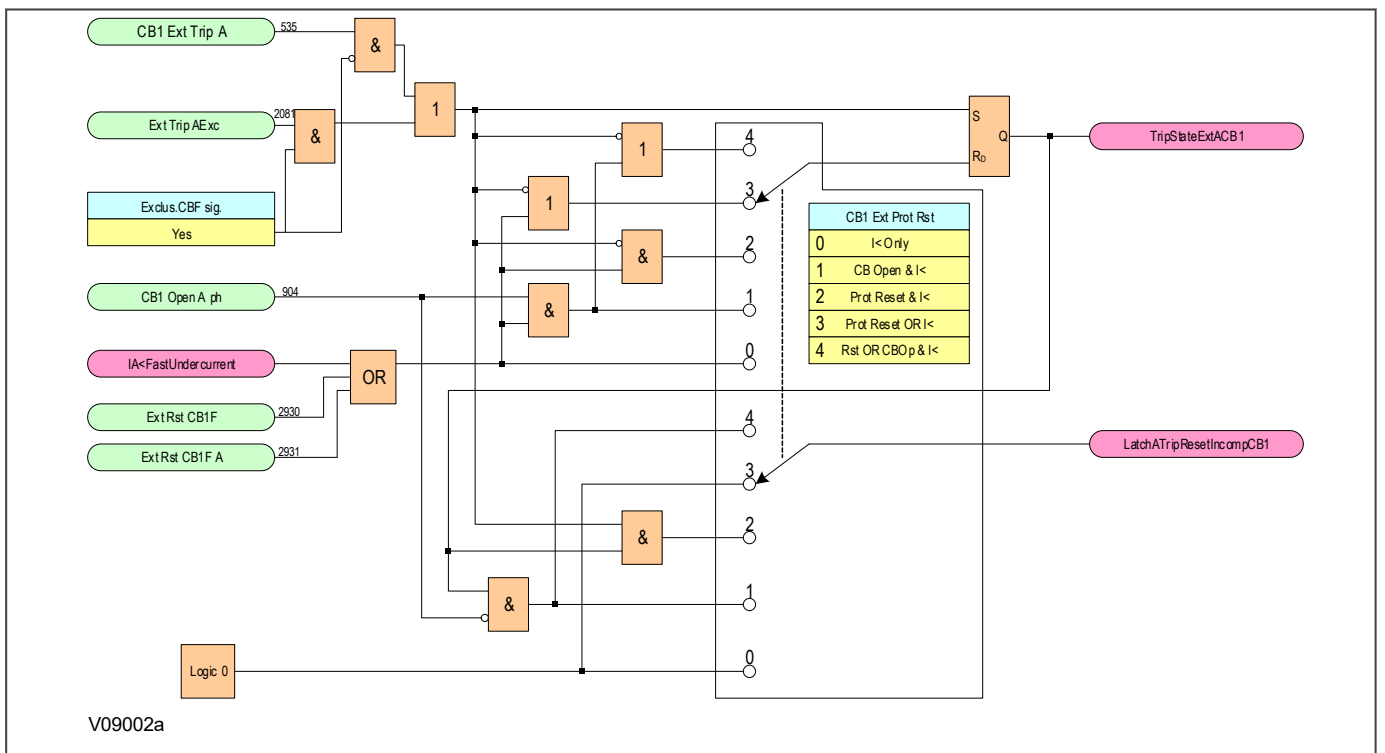 CB1 Ext Trip A
535
&
Ext Trip AExc
2081
&
1
Exclus.CBF sig.
Yes
CB1 Open A ph
904
IA<FastUndercurrent
OR
Ext Rst CB1F
2930
Ext Rst CB1F A
2931
1
1
&
&
4
3
2
1
0
S
Q
RD
TripStateExtACB1
CB1 Ext Prot Rst
0 I< Only
1 CB Open & I<
2 Prot Reset & I<
3 Prot Reset OR I<
4 Rst OR CBOp & I<
4
3
2
1
0
LatchATripResetIncompCB1
&
&
Logic 0
V09002a